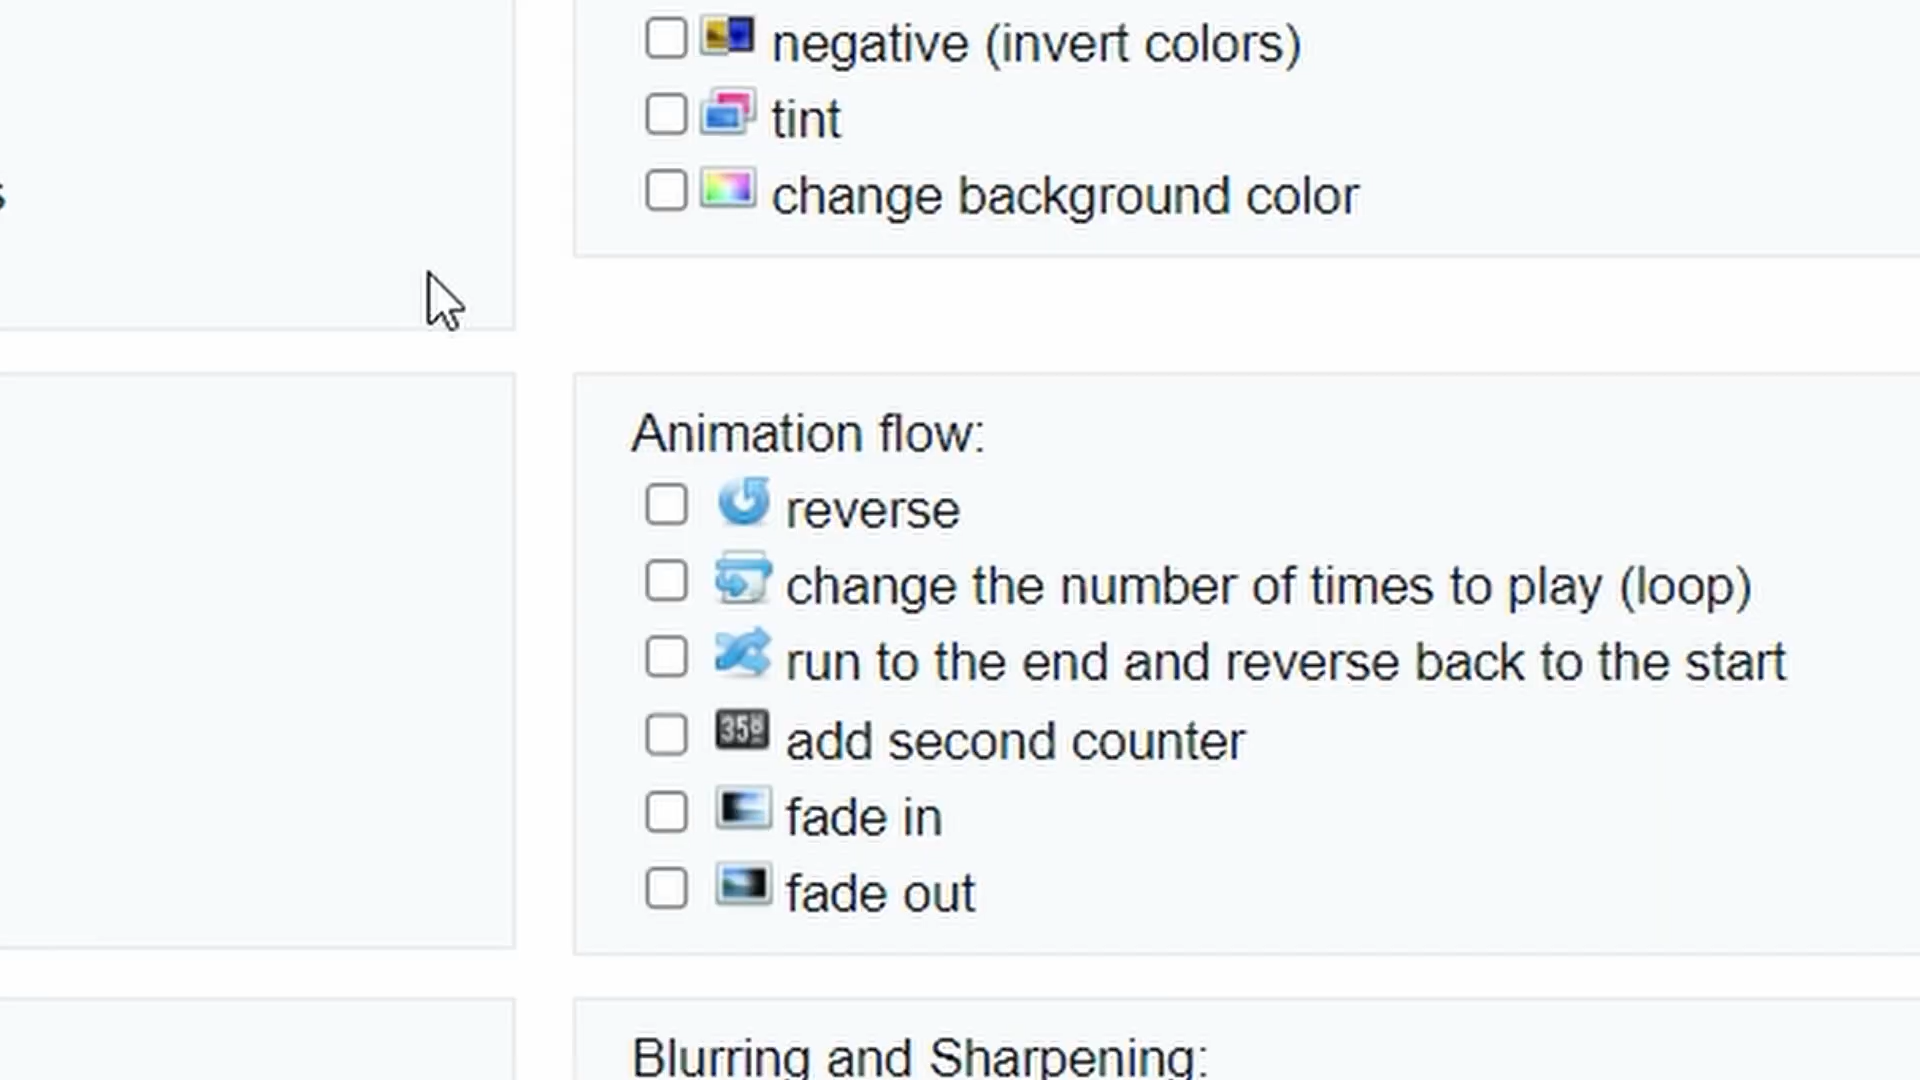 negative (invert colors)
tint
change background color
Animation flow:
reverse
change the number of times to play (loop)
run to the end and reverse back to the start
add second counter
fade in
fade out
Blurring and Sharpening: